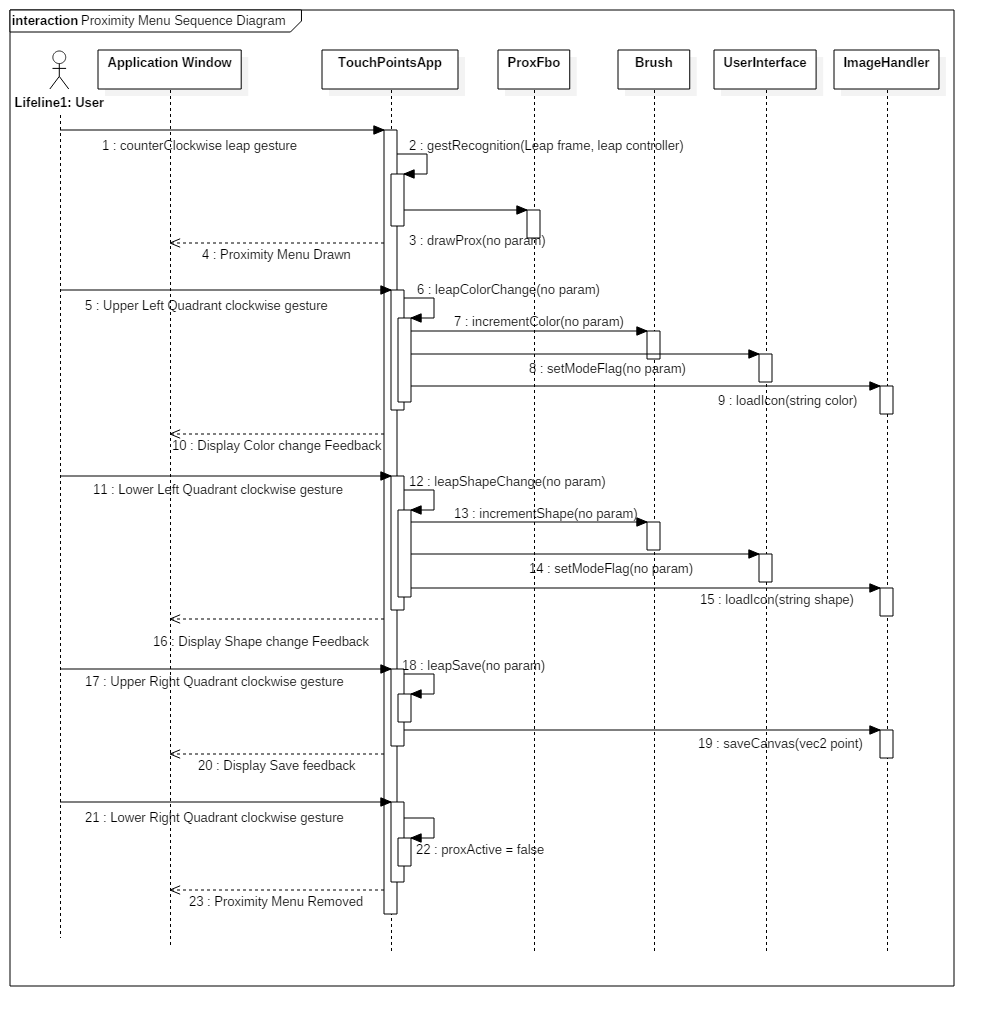 interaction Proximity Menu Sequence Diagram
Application Window
TouchPointsApp
ProxFbo
Brush
UserInterface
ImageHandler
Lifeline1: User
1 : counterClockwise leap gesture
2 : gestRecognition(Leap frame, leap controller)
3 : drawProx(no param)
4 : Proximity Menu Drawn
5 : Upper Left Quadrant clockwise gesture
6 : leapColorChange(no param)
7 : incrementColor(no param)
8 : setModeFlag(no param)
9 : loadIcon(string color)
10 : Display Color change Feedback
11 : Lower Left Quadrant clockwise gesture
12 : leapShapeChange(no param)
13 : incrementShape(no param)
14 : setModeFlag(no param)
15 : loadIcon(string shape)
16 : Display Shape change Feedback
17 : Upper Right Quadrant clockwise gesture
18 : leapSave(no param)
19 : saveCanvas(vec2 point)
20 : Display Save feedback
21 : Lower Right Quadrant clockwise gesture
22 : proxActive = false
23 : Proximity Menu Removed